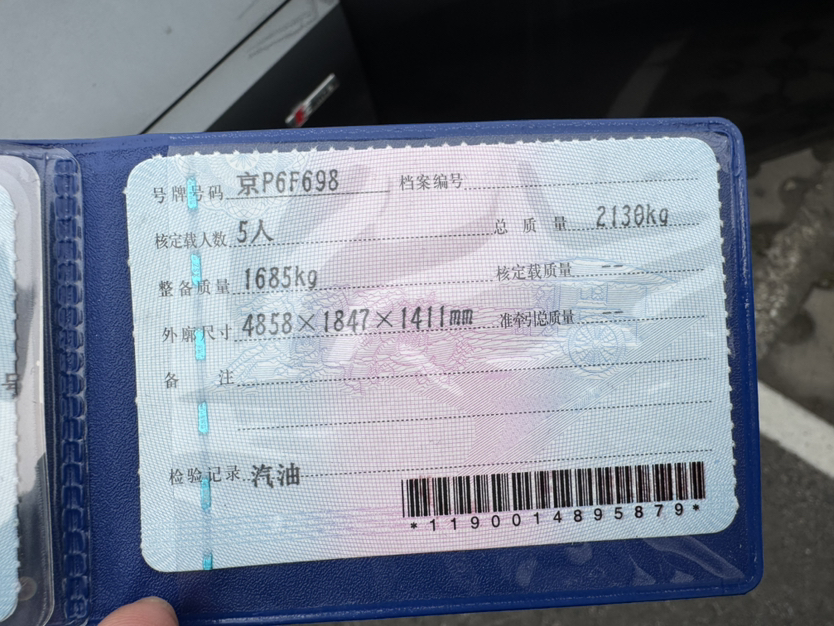 号牌号码 京P6F698 档案编号
核定载人数 5人 总质量 2130kg
整备质量 1685kg 核定载质量 --
外廓尺寸 4858×1847×1411mm 准牵引总质量 --
备注
检验记录 汽油
*1190014895879*
号